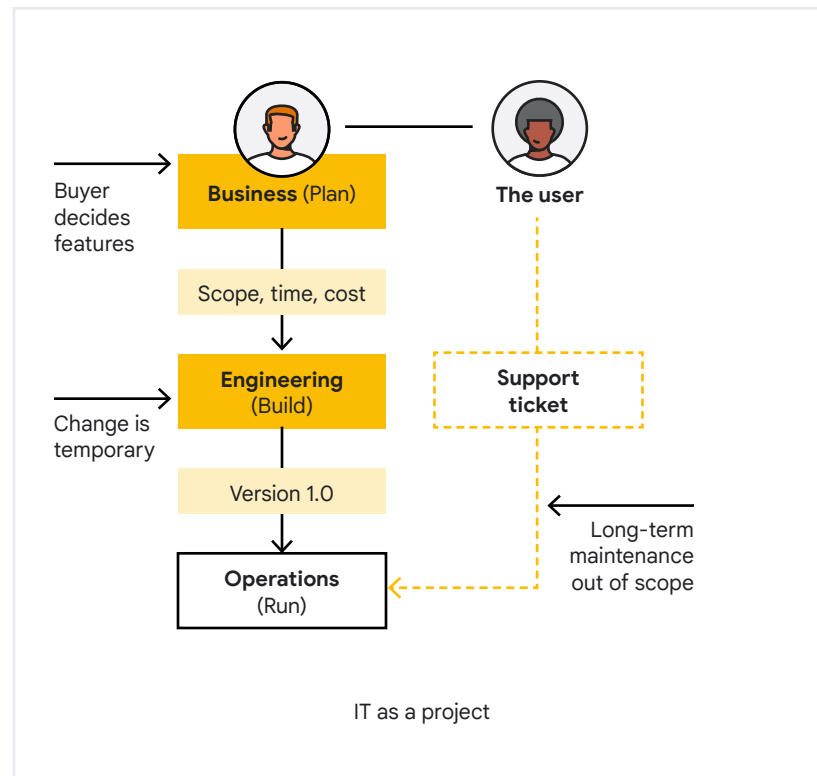 Business (Plan)
The user
Buyer
decides
features
Scope, time, cost
Engineering
(Build)
Support
ticket
Change is
temporary
Version 1.0
Long-term
maintenance
out of scope
Operations
(Run)
IT as a project